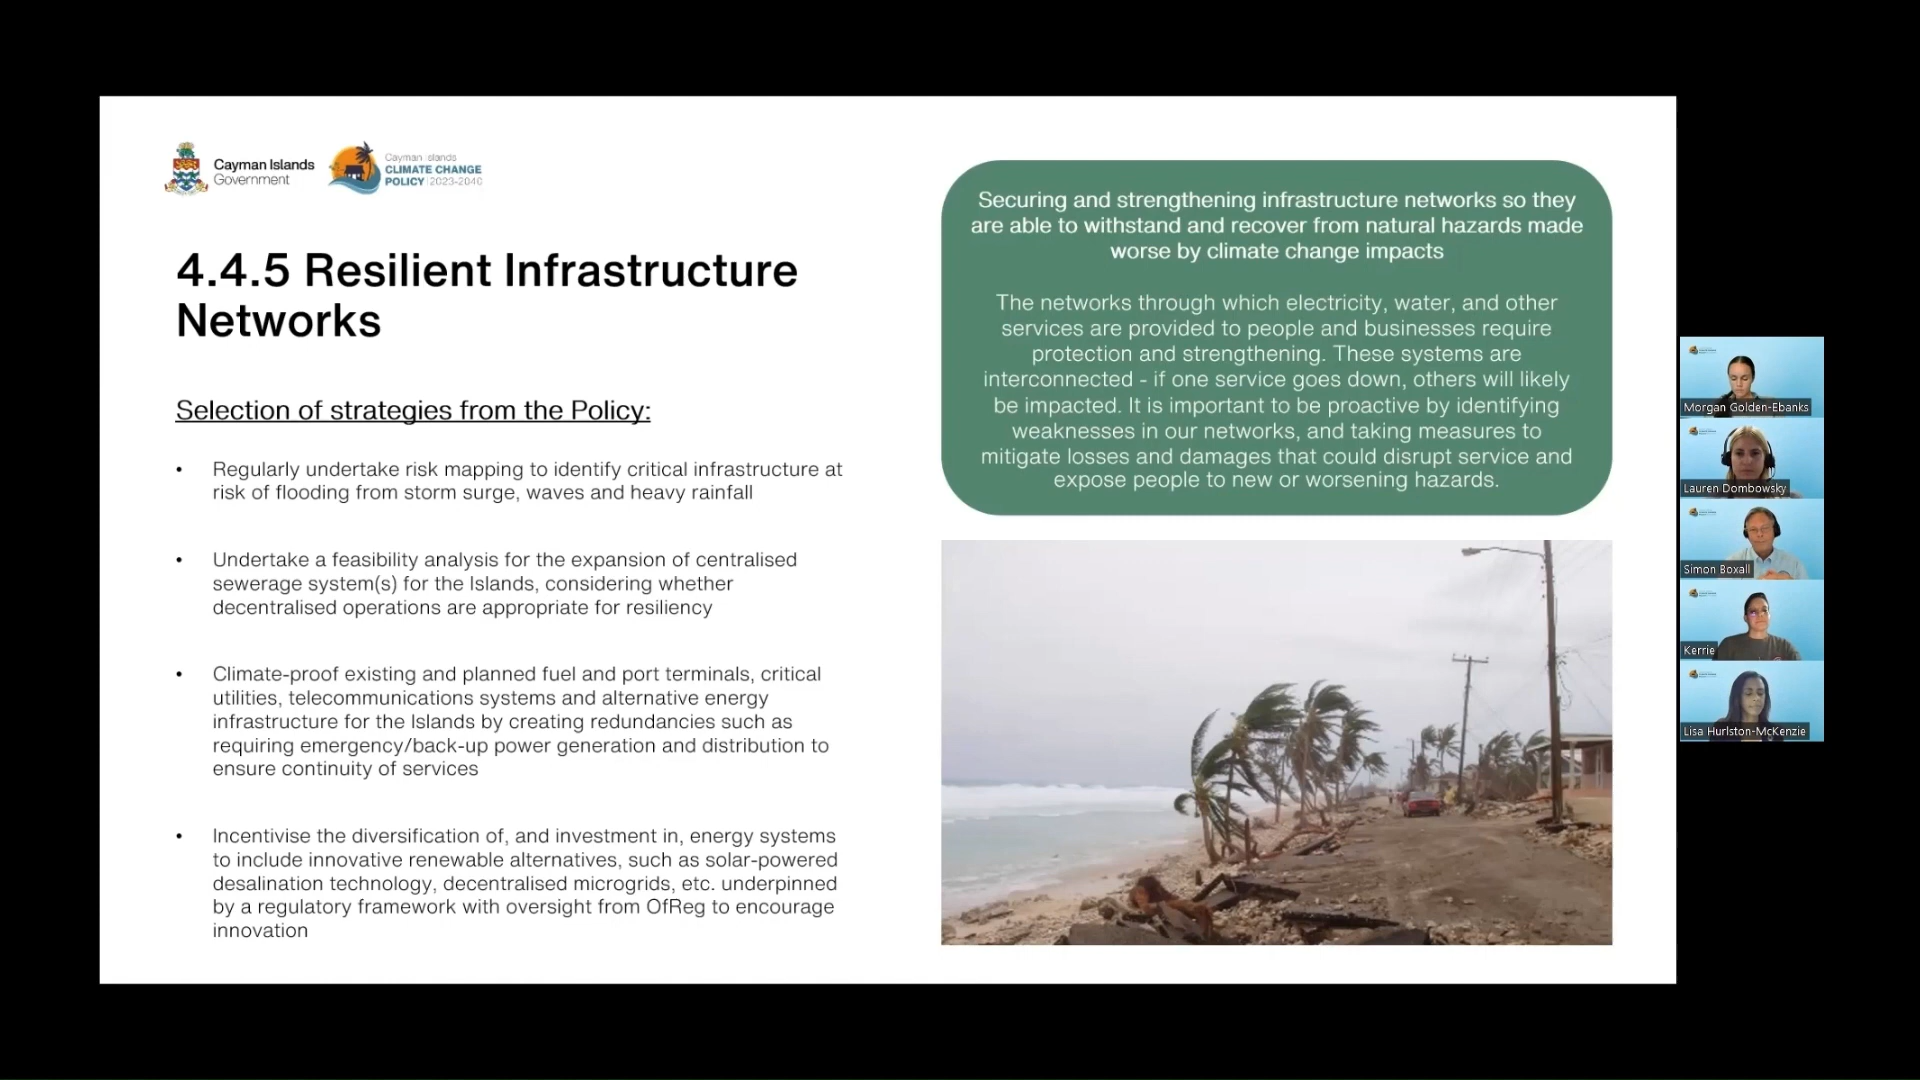 Cayman Islands
Government
Cayman Islands
CLIMATE CHANGE
POLICY | 2023-2040
4.4.5 Resilient Infrastructure
Networks
Selection of strategies from the Policy:
• Regularly undertake risk mapping to identify critical infrastructure at
risk of flooding from storm surge, waves and heavy rainfall
• Undertake a feasibility analysis for the expansion of centralised
sewerage system(s) for the Islands, considering whether
decentralised operations are appropriate for resiliency
• Climate-proof existing and planned fuel and port terminals, critical
utilities, telecommunications systems and alternative energy
infrastructure for the Islands by creating redundancies such as
requiring emergency/back-up power generation and distribution to
ensure continuity of services
• Incentivise the diversification of, and investment in, energy systems
to include innovative renewable alternatives, such as solar-powered
desalination technology, decentralised microgrids, etc. underpinned
by a regulatory framework with oversight from OfReg to encourage
innovation
Securing and strengthening infrastructure networks so they
are able to withstand and recover from natural hazards made
worse by climate change impacts
The networks through which electricity, water, and other
services are provided to people and businesses require
protection and strengthening. These systems are
interconnected - if one service goes down, others will likely
be impacted. It is important to be proactive by identifying
weaknesses in our networks, and taking measures to
mitigate losses and damages that could disrupt service and
expose people to new or worsening hazards.
Morgan Golden-Ebanks
Lauren Dombowsky
Simon Boxall
Kerrie
Lisa Hurlston-McKenzie